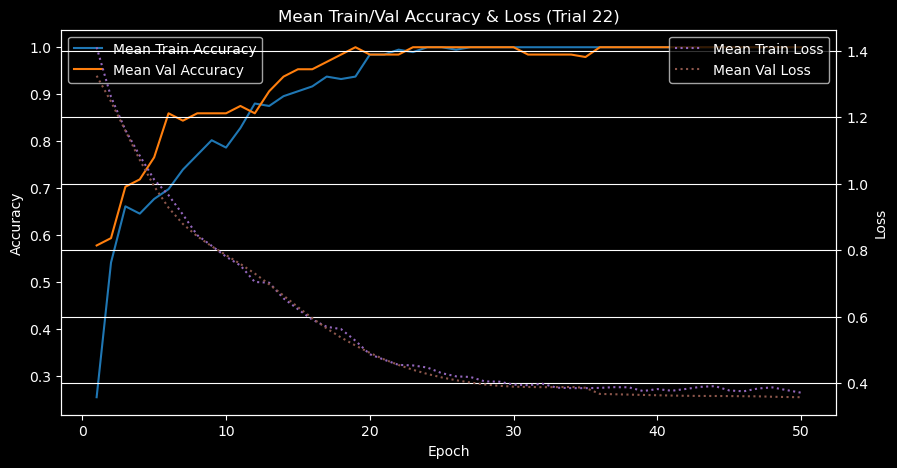 Mean Train/Val Accuracy & Loss (Trial 22)
Mean Train Accuracy
Mean Val Accuracy
Mean Train Loss
Mean Val Loss
1.0
0.9
0.8
0.7
0.6
0.5
0.4
0.3
Accuracy
1.4
1.2
1.0
0.8
0.6
0.4
Loss
0 10 20 30 40 50
Epoch